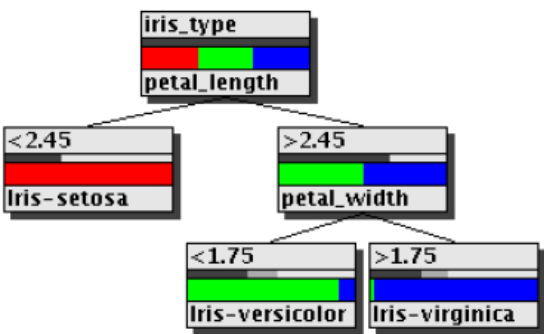 iris_type
petal_length
<2.45
Iris-setosa
>2.45
petal_width
<1.75
Iris-versicolor
>1.75
Iris-virginica